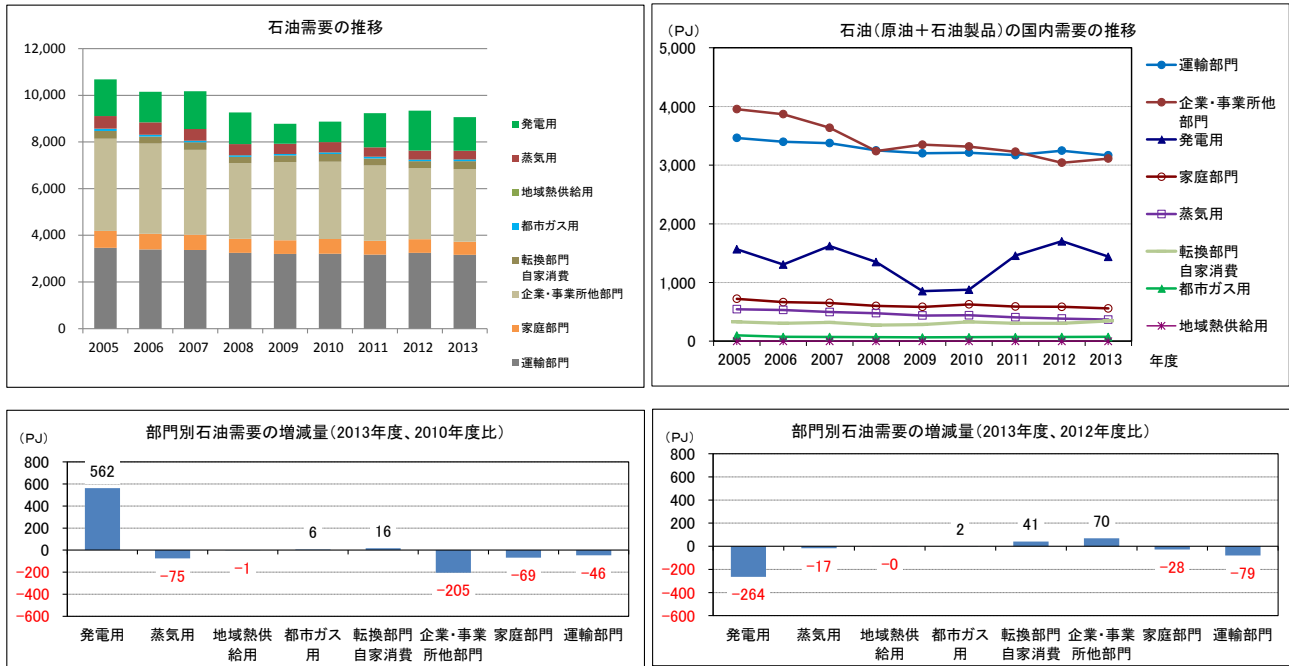 石油需要の推移
12,000
10,000
8,000
6,000
4,000
2,000
0
2005 2006 2007 2008 2009 2010 2011 2012 2013
発電用
蒸気用
地域熱供給用
都市ガス用
転換部門
自家消費
企業・事業所他部門
家庭部門
運輸部門
石油(原油+石油製品)の国内需要の推移
(PJ)
5,000
4,000
3,000
2,000
1,000
0
2005 2006 2007 2008 2009 2010 2011 2012 2013 年度
運輸部門
企業・事業所他
部門
発電用
家庭部門
蒸気用
転換部門
自家消費
都市ガス用
地域熱供給用
部門別石油需要の増減量(2013年度、2010年度比)
(PJ)
800
600
400
200
0
-200
-400
-600
562
-75
-1
6
16
-205
-69
-46
発電用 蒸気用 地域熱供 都市ガス 転換部門 企業・事業 家庭部門 運輸部門
給用 用 自家消費 所他部門
部門別石油需要の増減量(2013年度、2012年度比)
(PJ)
800
600
400
200
0
-200
-400
-600
-264
-17
-0
2
41
70
-28
-79
発電用 蒸気用 地域熱供 都市ガス 転換部門 企業・事業 家庭部門 運輸部門
給用 用 自家消費 所他部門